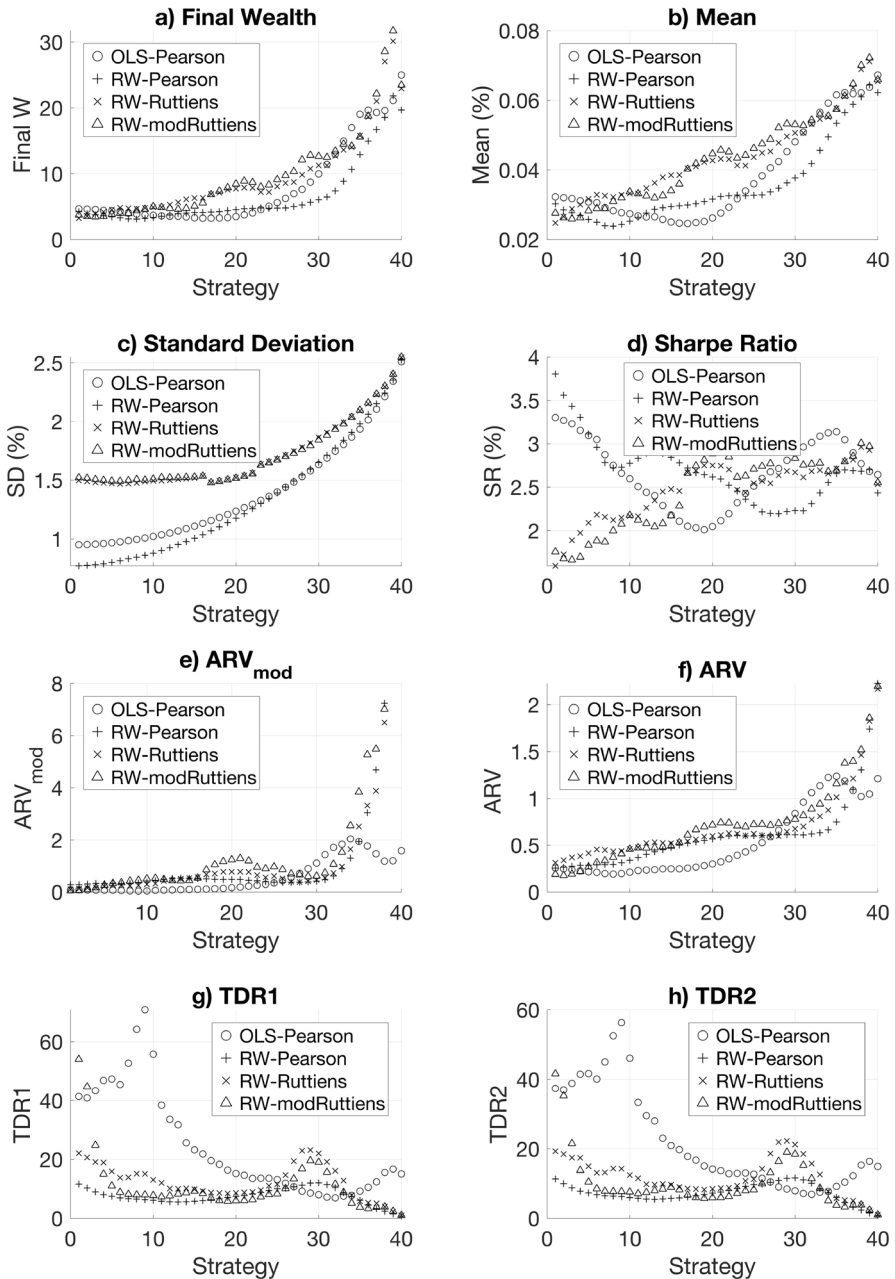 a) Final Wealth
30
20
10
0
Final W
OLS-Pearson
RW-Pearson
RW-Ruttiens
RW-modRuttiens
0 10 20 30 40
Strategy
b) Mean
0.08
0.06
0.04
0.02
Mean (%)
OLS-Pearson
RW-Pearson
RW-Ruttiens
RW-modRuttiens
0 10 20 30 40
Strategy
c) Standard Deviation
2.5
2
1.5
1
SD (%)
OLS-Pearson
RW-Pearson
RW-Ruttiens
RW-modRuttiens
0 10 20 30 40
Strategy
d) Sharpe Ratio
4
3.5
3
2.5
2
SR (%)
OLS-Pearson
RW-Pearson
RW-Ruttiens
RW-modRuttiens
0 10 20 30 40
Strategy
e) ARVmod
8
6
4
2
0
ARVmod
OLS-Pearson
RW-Pearson
RW-Ruttiens
RW-modRuttiens
10 20 30 40
Strategy
f) ARV
2
1.5
1
0.5
0
ARV
OLS-Pearson
RW-Pearson
RW-Ruttiens
RW-modRuttiens
0 10 20 30 40
Strategy
g) TDR1
60
40
20
0
TDR1
OLS-Pearson
RW-Pearson
RW-Ruttiens
RW-modRuttiens
0 10 20 30 40
Strategy
h) TDR2
60
40
20
0
TDR2
OLS-Pearson
RW-Pearson
RW-Ruttiens
RW-modRuttiens
0 10 20 30 40
Strategy